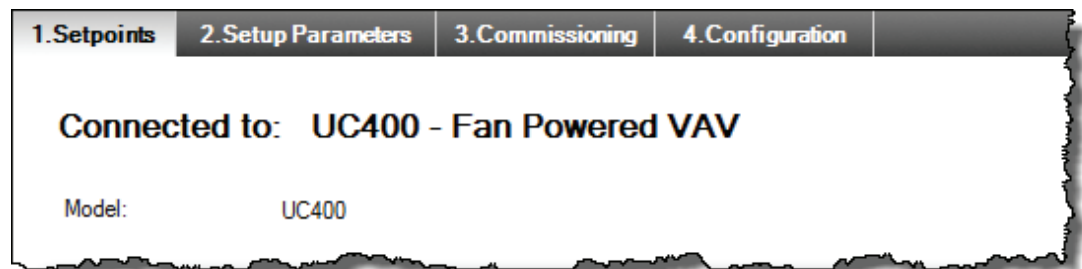 1.Setpoints 2.Setup Parameters 3.Commissioning 4.Configuration
Connected to: UC400 - Fan Powered VAV
Model: UC400